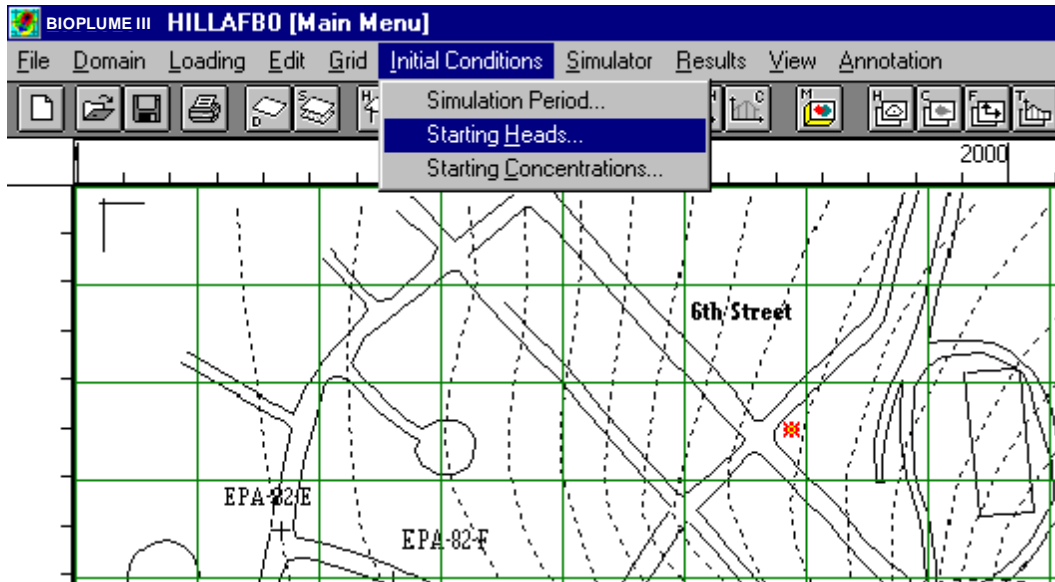 BIOPLUME III HILLAFB0 [Main Menu]
File Domain Loading Edit Grid Initial Conditions Simulator Results View Annotation
Simulation Period...
Starting Heads...
Starting Concentrations...
2000
6th Street
EPA-82-E
EPA-82-F